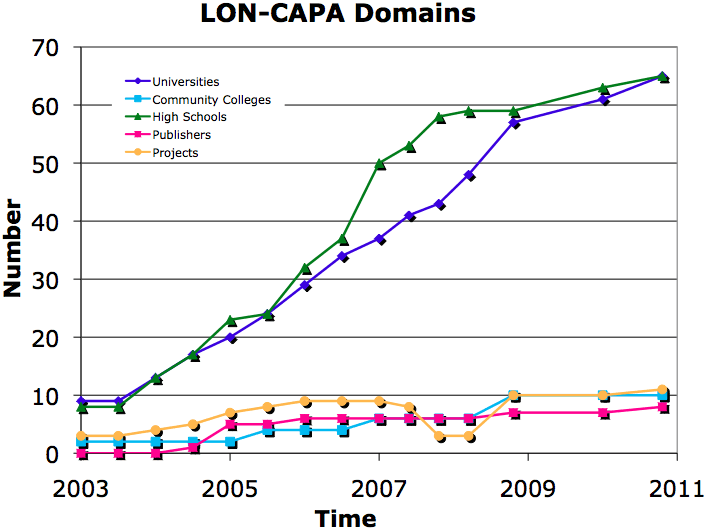 LON-CAPA Domains
70
60
50
40
30
20
10
0
Universities
Community Colleges
High Schools
Publishers
Projects
Number
2003 2005 2007 2009 2011
Time